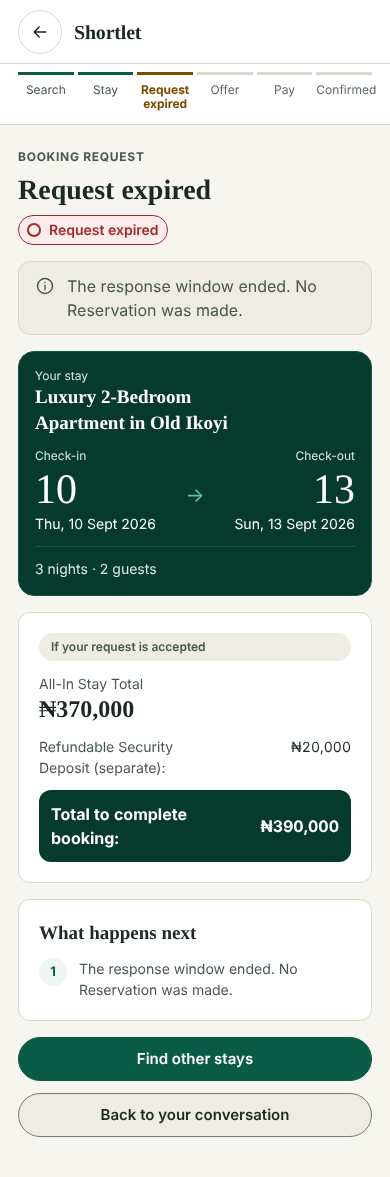 Shortlet
Search
Stay
Request
expired
Offer
Pay
Confirmed
BOOKING REQUEST
Request expired
Request expired
The response window ended. No
Reservation was made.
Your stay
Luxury 2-Bedroom
Apartment in Old Ikoyi
Check-in
Check-out
10
→
13
Thu, 10 Sept 2026
Sun, 13 Sept 2026
3 nights · 2 guests
If your request is accepted
All-In Stay Total
₦370,000
Refundable Security
Deposit (separate):
₦20,000
Total to complete
booking:
₦390,000
What happens next
1
The response window ended. No
Reservation was made.
Find other stays
Back to your conversation